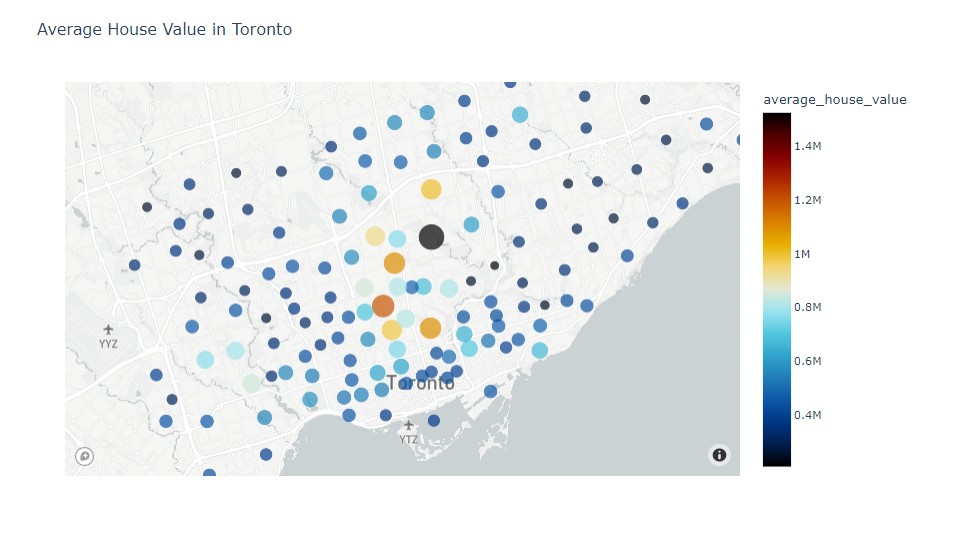 Average House Value in Toronto
average_house_value
1.4M
1.2M
1M
0.8M
0.6M
0.4M
YYZ
Toronto
YTZ